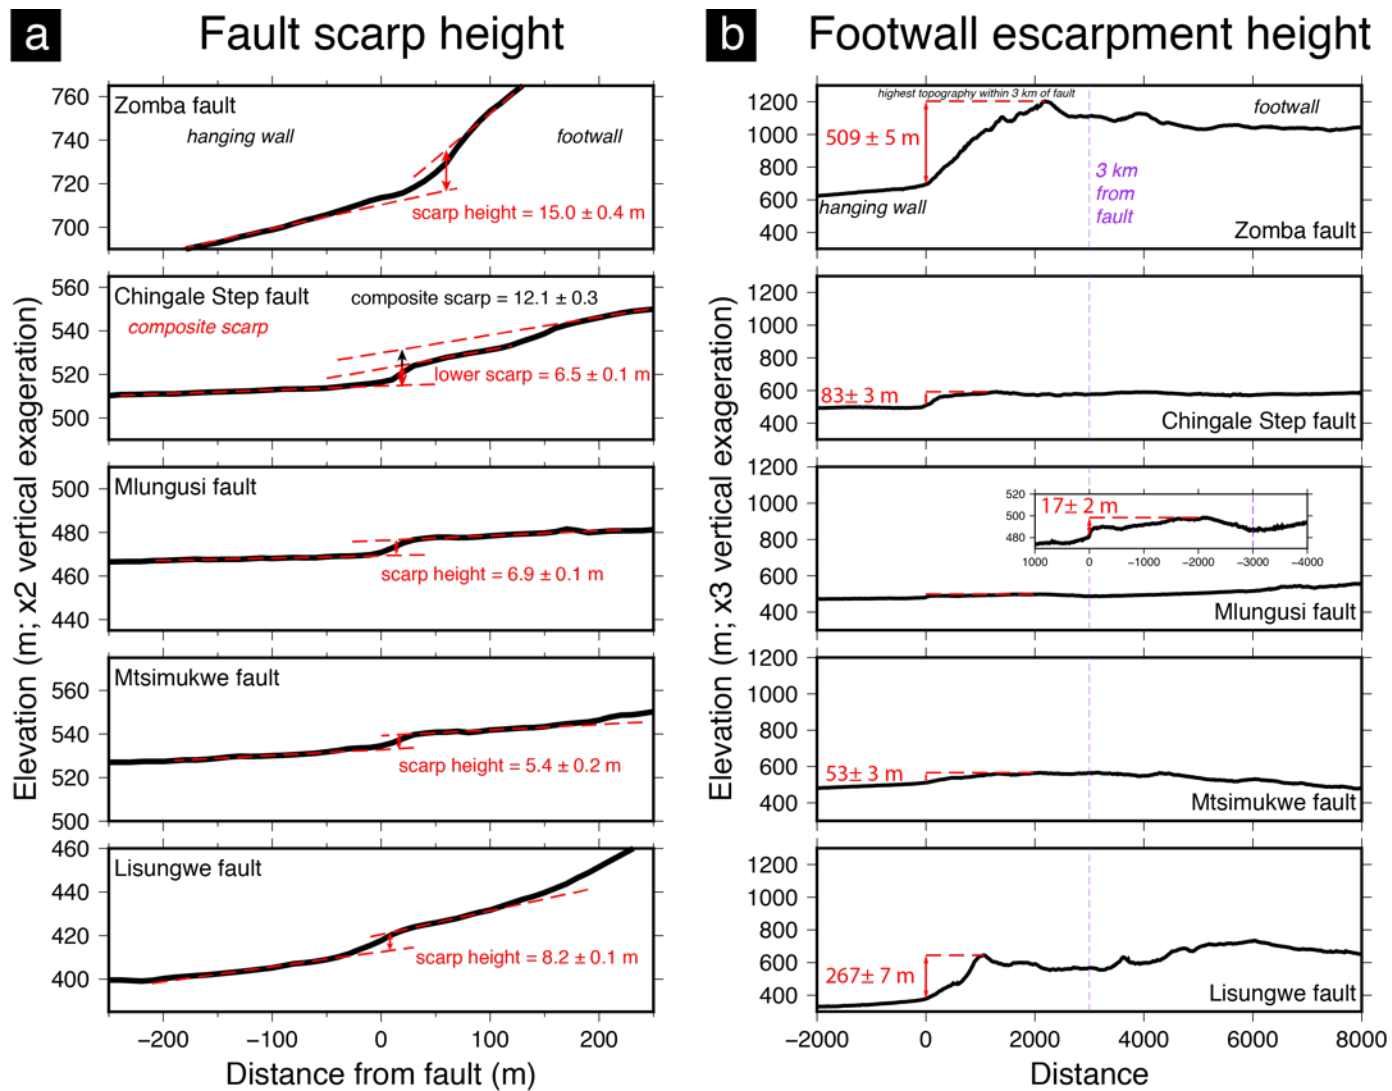 a
Fault scarp height
b
Footwall escarpment height
Elevation (m; x2 vertical exageration)
760
740
720
700
Zomba fault
hanging wall
footwall
scarp height = 15.0 ± 0.4 m
560
540
520
500
Chingale Step fault
composite scarp = 12.1 ± 0.3
composite scarp
lower scarp = 6.5 ± 0.1 m
500
480
460
440
Mlungusi fault
scarp height = 6.9 ± 0.1 m
560
540
520
500
Mtsimukwe fault
scarp height = 5.4 ± 0.2 m
460
440
420
400
Lisungwe fault
scarp height = 8.2 ± 0.1 m
−200
−100
0
100
200
Distance from fault (m)
Elevation (m; x3 vertical exageration)
1200
1000
800
600
400
highest topography within 3 km of fault
footwall
509 ± 5 m
3 km
from
fault
hanging wall
Zomba fault
1200
1000
800
600
400
83± 3 m
Chingale Step fault
1200
1000
800
600
400
520
500
480
17± 2 m
1000
0
−1000
−2000
−3000
−4000
Mlungusi fault
1200
1000
800
600
400
53± 3 m
Mtsimukwe fault
1200
1000
800
600
400
267± 7 m
Lisungwe fault
−2000
0
2000
4000
6000
8000
Distance